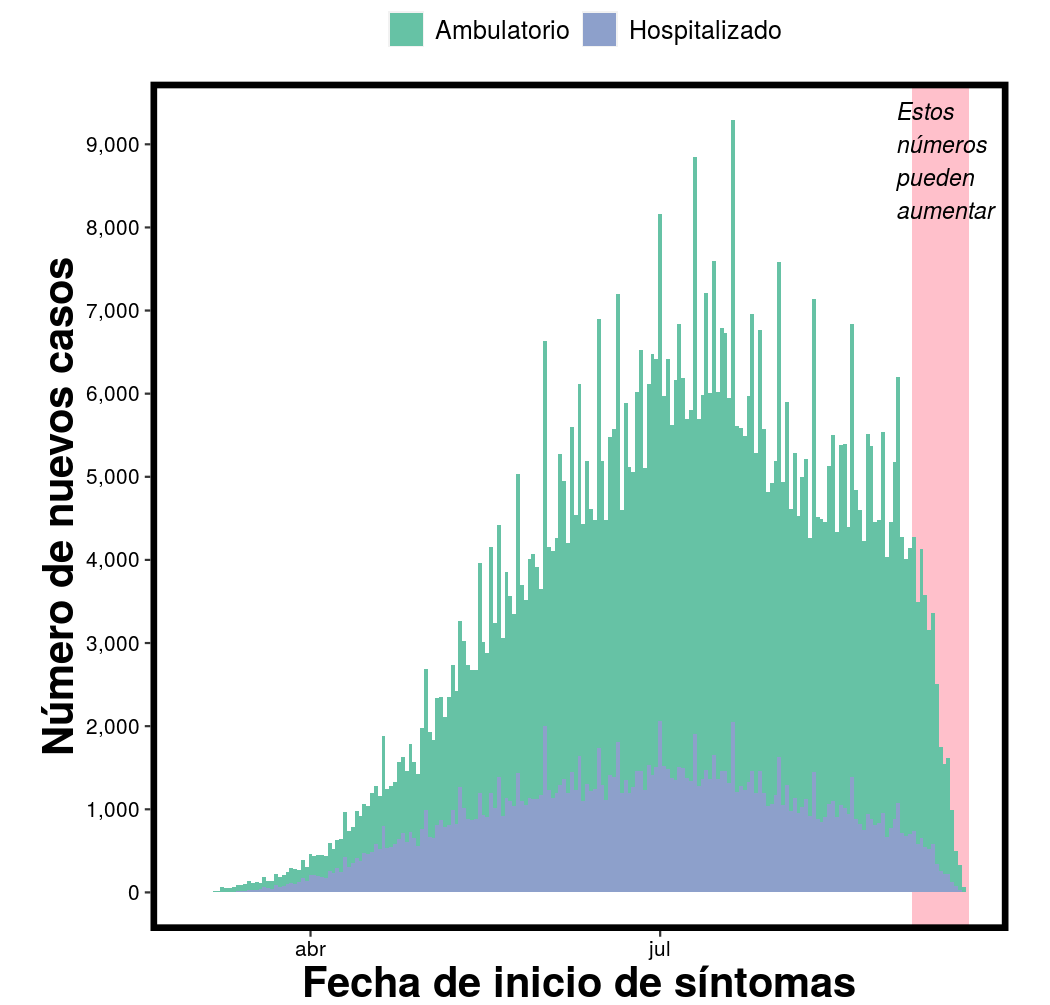 Ambulatorio Hospitalizado
Estos
números
pueden
aumentar
Número de nuevos casos
9,000
8,000
7,000
6,000
5,000
4,000
3,000
2,000
1,000
0
abr jul
Fecha de inicio de síntomas